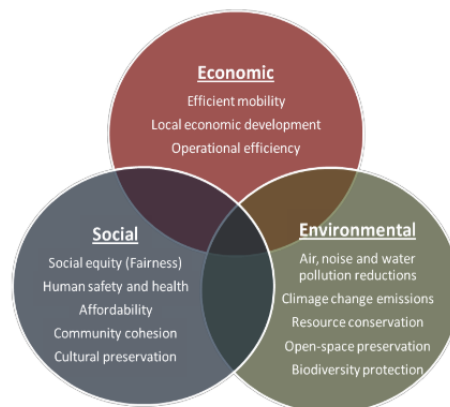 Economic
Efficient mobility
Local economic development
Operational efficiency
Social
Social equity (Fairness)
Human safety and health
Affordability
Community cohesion
Cultural preservation
Environmental
Air, noise and water
pollution reductions
Climage change emissions
Resource conservation
Open-space preservation
Biodiversity protection